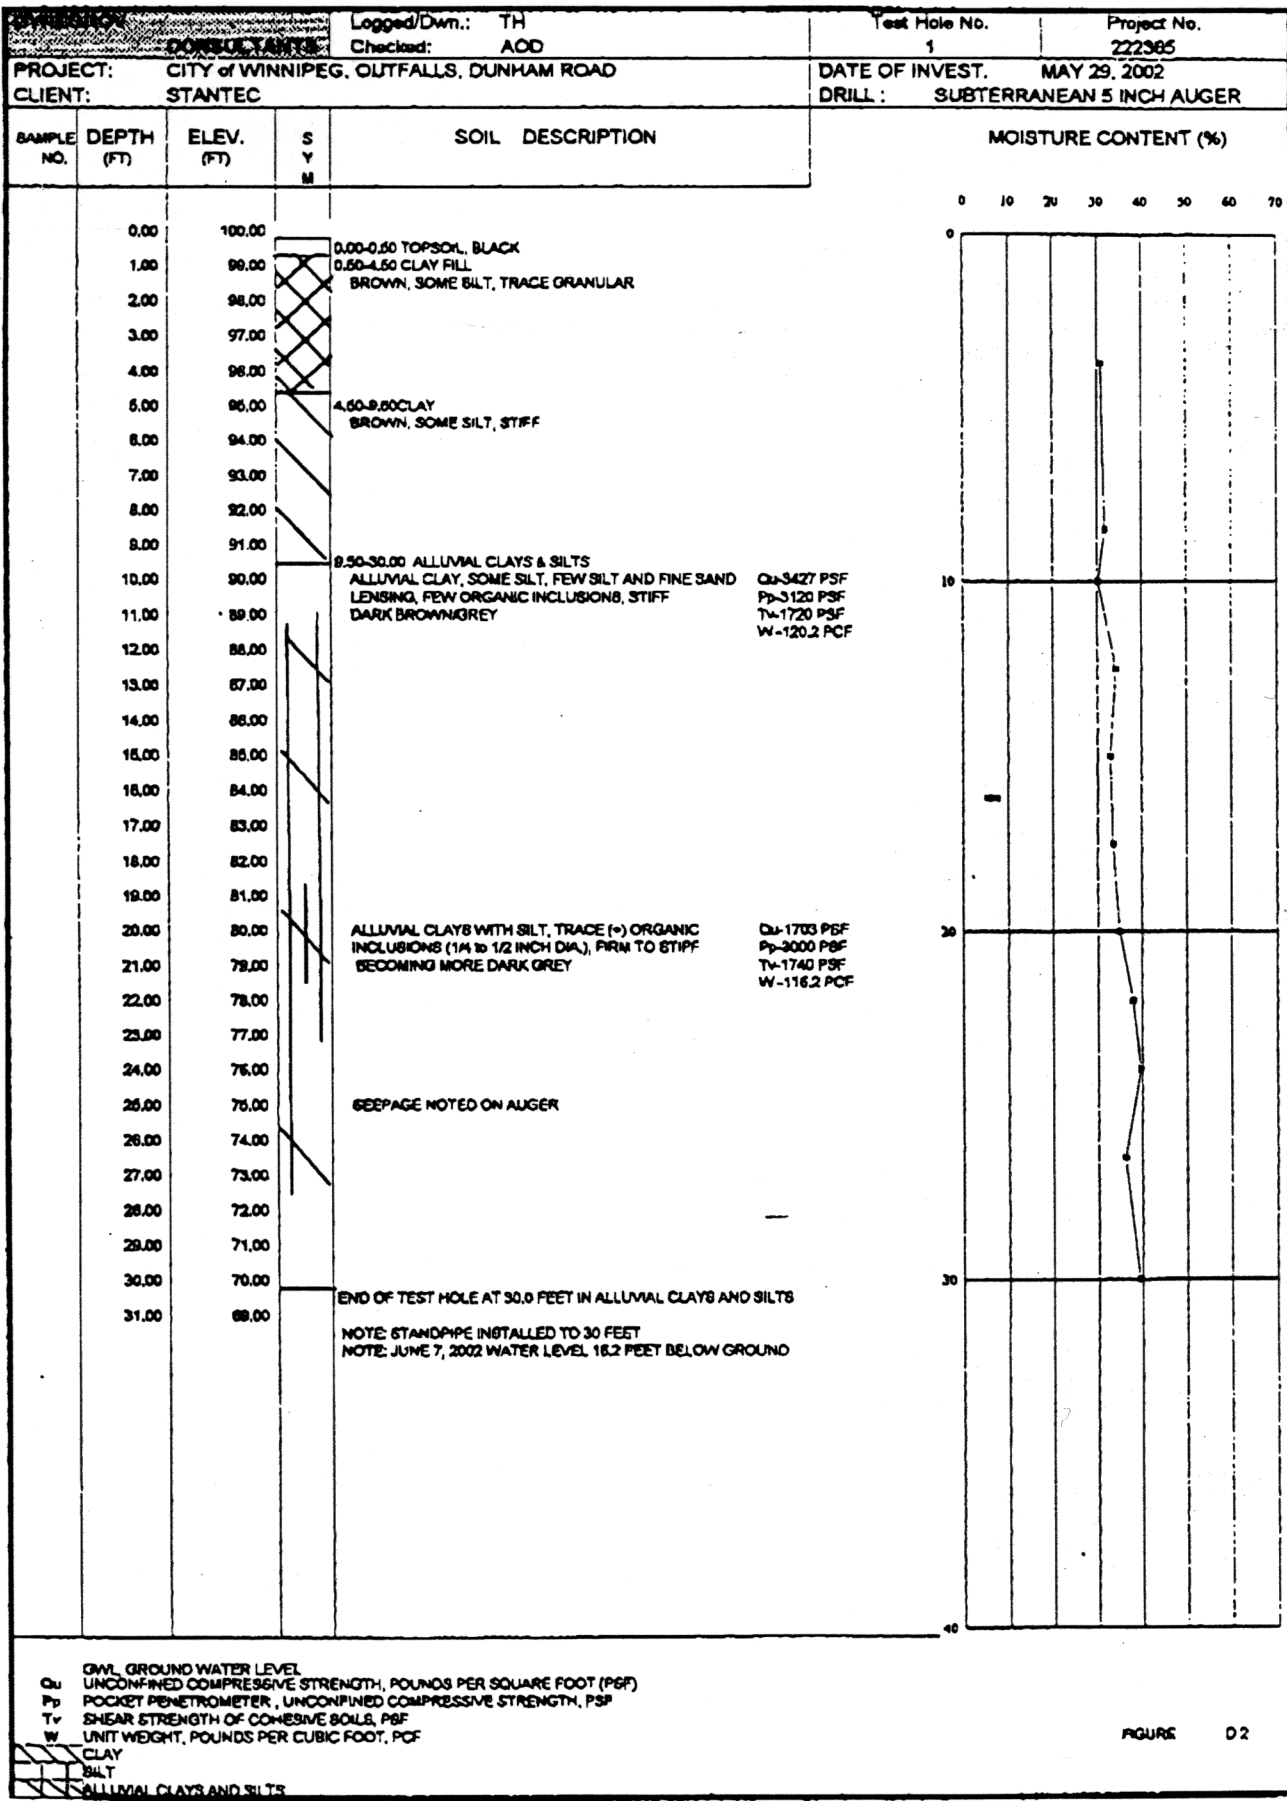 CONSULTANTS
Logged/Dwn.: TH
Checked: AOD
Test Hole No.
1
Project No.
222385
PROJECT: CITY of WINNIPEG, OUTFALLS, DUNHAM ROAD
CLIENT: STANTEC
DATE OF INVEST. MAY 29, 2002
DRILL : SUBTERRANEAN 5 INCH AUGER
SAMPLE NO.
DEPTH (FT)
ELEV. (FT)
SYM
SOIL DESCRIPTION
MOISTURE CONTENT (%)
0 10 20 30 40 50 60 70
0
10
20
30
40
0.00 100.00
1.00 99.00
2.00 98.00
3.00 97.00
4.00 96.00
5.00 95.00
6.00 94.00
7.00 93.00
8.00 92.00
9.00 91.00
10.00 90.00
11.00 89.00
12.00 88.00
13.00 87.00
14.00 86.00
15.00 85.00
16.00 84.00
17.00 83.00
18.00 82.00
19.00 81.00
20.00 80.00
21.00 79.00
22.00 78.00
23.00 77.00
24.00 76.00
25.00 75.00
26.00 74.00
27.00 73.00
28.00 72.00
29.00 71.00
30.00 70.00
31.00 69.00
0.00-0.50 TOPSOIL, BLACK
0.50-4.50 CLAY FILL
BROWN, SOME SILT, TRACE GRANULAR
4.50-9.50CLAY
BROWN, SOME SILT, STIFF
9.50-30.00 ALLUVIAL CLAYS & SILTS
ALLUVIAL CLAY, SOME SILT, FEW SILT AND FINE SAND
LENSING, FEW ORGANIC INCLUSIONS, STIFF
DARK BROWN/GREY
Qu-3427 PSF
Pp-3120 PSF
Tv-1720 PSF
W-120.2 PCF
ALLUVIAL CLAYS WITH SILT, TRACE (+) ORGANIC
INCLUSIONS (1/4 to 1/2 INCH DIA.), FIRM TO STIFF
BECOMING MORE DARK GREY
Qu-1703 PSF
Pp-3000 PSF
Tv-1740 PSF
W-116.2 PCF
SEEPAGE NOTED ON AUGER
END OF TEST HOLE AT 30.0 FEET IN ALLUVIAL CLAYS AND SILTS
NOTE: STANDPIPE INSTALLED TO 30 FEET
NOTE: JUNE 7, 2002 WATER LEVEL 16.2 FEET BELOW GROUND
GWL GROUND WATER LEVEL
Qu UNCONFINED COMPRESSIVE STRENGTH, POUNDS PER SQUARE FOOT (PSF)
Pp POCKET PENETROMETER , UNCONFINED COMPRESSIVE STRENGTH, PSF
Tv SHEAR STRENGTH OF COHESIVE SOILS, PSF
W UNIT WEIGHT, POUNDS PER CUBIC FOOT, PCF
CLAY
SILT
ALLUVIAL CLAYS AND SILTS
FIGURE D 2